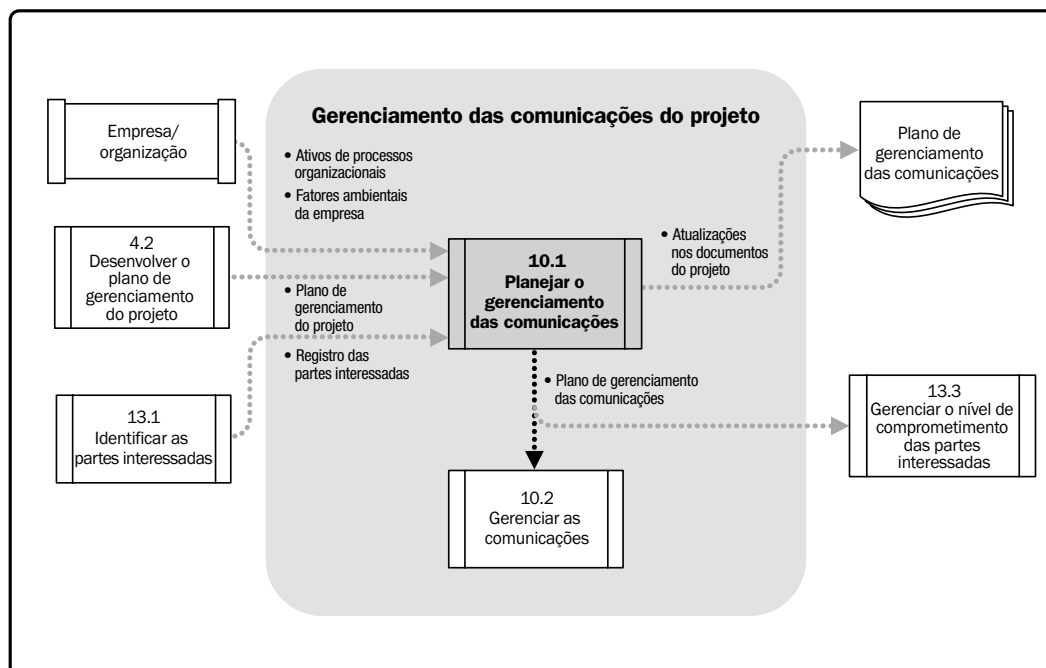 Gerenciamento das comunicações do projeto
Empresa/
organização
• Ativos de processos
organizacionais
• Fatores ambientais
da empresa
4.2
Desenvolver o
plano de
gerenciamento
do projeto
• Plano de
gerenciamento
do projeto
• Registro das
partes interessadas
13.1
Identificar as
partes interessadas
10.1
Planejar o
gerenciamento
das comunicações
• Atualizações
nos documentos
do projeto
Plano de
gerenciamento
das comunicações
• Plano de gerenciamento
das comunicações
10.2
Gerenciar as
comunicações
13.3
Gerenciar o nível de
comprometimento
das partes
interessadas